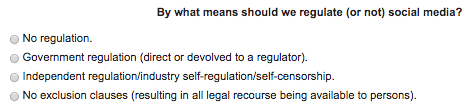 By what means should we regulate (or not) social media?
No regulation.
Government regulation (direct or devolved to a regulator).
Independent regulation/industry self-regulation/self-censorship.
No exclusion clauses (resulting in all legal recourse being available to persons).